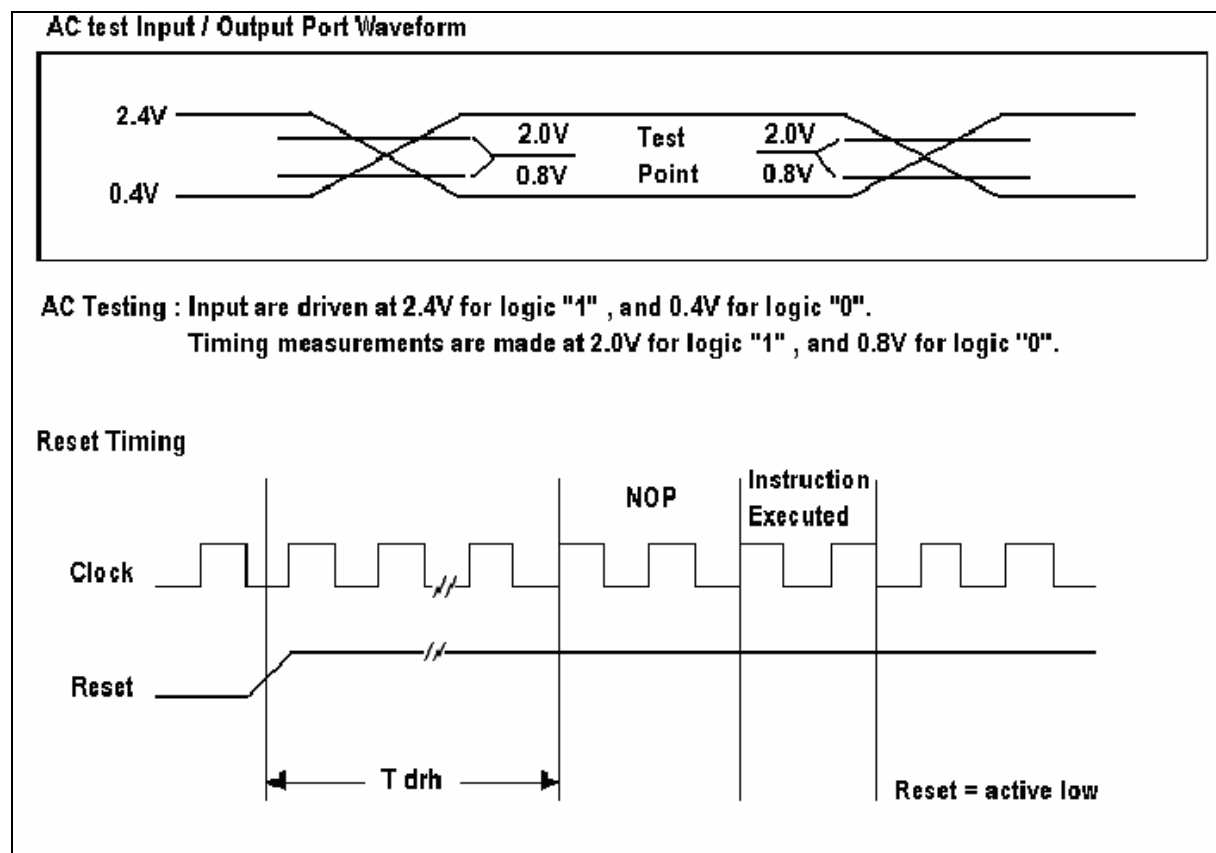 AC test Input / Output Port Waveform
2.4V
2.0V Test 2.0V
0.8V Point 0.8V
0.4V
AC Testing : Input are driven at 2.4V for logic "1" , and 0.4V for logic "0".
Timing measurements are made at 2.0V for logic "1" , and 0.8V for logic "0".
Reset Timing
NOP
Instruction
Executed
Clock
Reset
T drh
Reset = active low